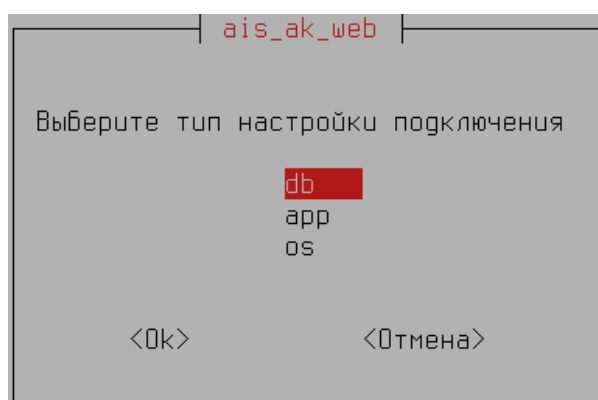 ais_ak_web
Выберите тип настройки подключения
db
app
os
<Ok> <Отмена>